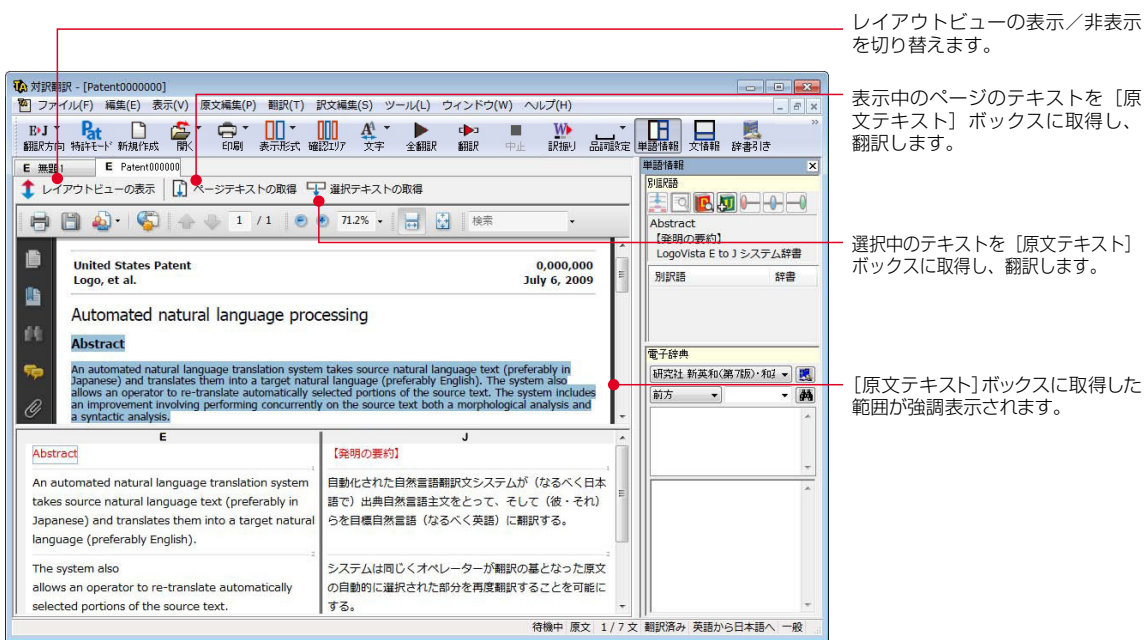 レイアウトビューの表示／非表示
を切り替えます。
表示中のページのテキストを［原
文テキスト］ボックスに取得し、
翻訳します。
選択中のテキストを［原文テキスト］
ボックスに取得し、翻訳します。
［原文テキスト］ボックスに取得した
範囲が強調表示されます。
対訳翻訳 - [Patent0000000]
ファイル(F) 編集(E) 表示(V) 原文編集(P) 翻訳(T) 訳文編集(S) ツール(L) ウィンドウ(W) ヘルプ(H)
E›J Pat
翻訳方向 特許モード 新規作成 開く 印刷 表示形式 確認エリア 文字 全翻訳 翻訳 中止 訳振り 品詞設定 単語情報 文情報 辞書引き
E 無題1 E Patent000000
レイアウトビューの表示 ページテキストの取得 選択テキストの取得
1 / 1 71.2% 検索
United States Patent 0,000,000
Logo, et al. July 6, 2009
Automated natural language processing
Abstract
An automated natural language translation system takes source natural language text (preferably in
Japanese) and translates them into a target natural language (preferably English). The system also
allows an operator to re-translate automatically selected portions of the source text. The system includes
an improvement involving performing concurrently on the source text both a morphological analysis and
a syntactic analysis.
E J
Abstract
An automated natural language translation system
takes source natural language text (preferably in
Japanese) and translates them into a target natural
language (preferably English).
The system also
allows an operator to re-translate automatically
selected portions of the source text.
【発明の要約】
自動化された自然言語翻訳文システムが（なるべく日本
語で）出典自然言語主文をとって、そして（彼・それ）
らを目標自然言語（なるべく英語）に翻訳する。
システムは同じくオペレーターが翻訳の基となった原文
の自動的に選択された部分を再度翻訳することを可能に
する。
単語情報
別訳語
Abstract
【発明の要約】
LogoVista E to J システム辞書
別訳語 辞書
電子辞典
研究社 新英和(第7版)・和
前方
待機中 原文 1 / 7 文 翻訳済み 英語から日本語へ 一般